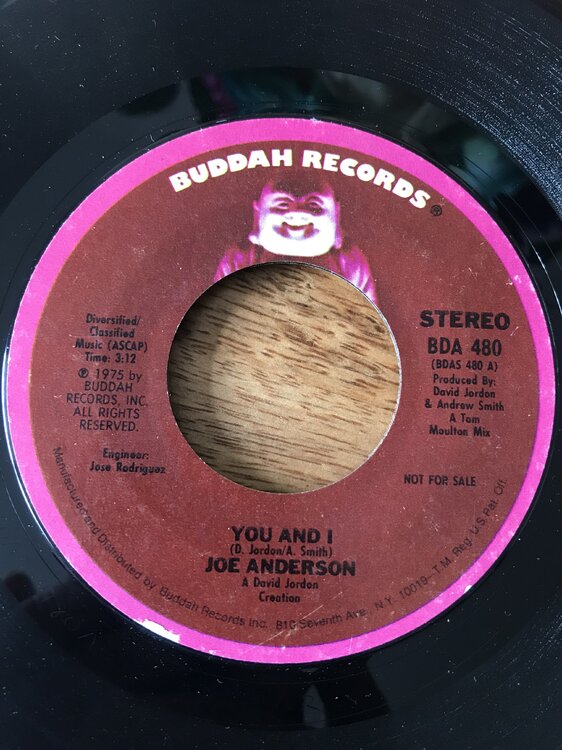 BUDDAH RECORDS®
Diversified/
Classified
Music (ASCAP)
Time: 3:12
℗ 1975 by
BUDDAH
RECORDS, INC.
ALL RIGHTS
RESERVED.
Engineer:
Jose Rodriguez
STEREO
BDA 480
(BDAS 480 A)
Produced By:
David Jordon
& Andrew Smith
A Tom
Moulton Mix
NOT FOR SALE
YOU AND I
(D. Jordon/A. Smith)
JOE ANDERSON
A David Jordon
Creation
Manufactured and Distributed by Buddah Records Inc. 810 Seventh Ave., N.Y. 10019 - T.M. Reg. U.S. Pat. Off.